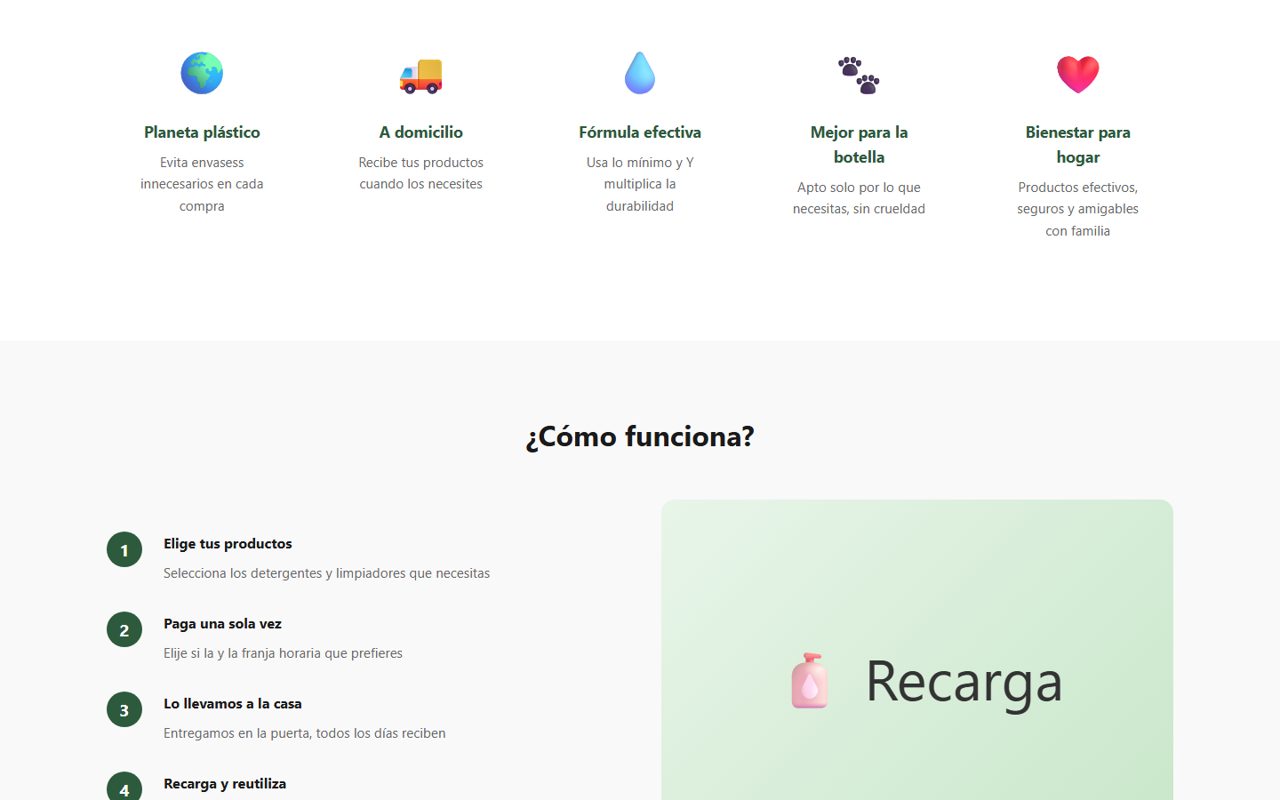 Planeta plástico
Evita envasess
innecesarios en cada
compra
A domicilio
Recibe tus productos
cuando los necesites
Fórmula efectiva
Usa lo mínimo y Y
multiplica la
durabilidad
Mejor para la
botella
Apto solo por lo que
necesitas, sin crueldad
Bienestar para
hogar
Productos efectivos,
seguros y amigables
con familia
¿Cómo funciona?
1
Elige tus productos
Selecciona los detergentes y limpiadores que necesitas
2
Paga una sola vez
Elije si la y la franja horaria que prefieres
3
Lo llevamos a la casa
Entregamos en la puerta, todos los días reciben
4
Recarga y reutiliza
Recarga